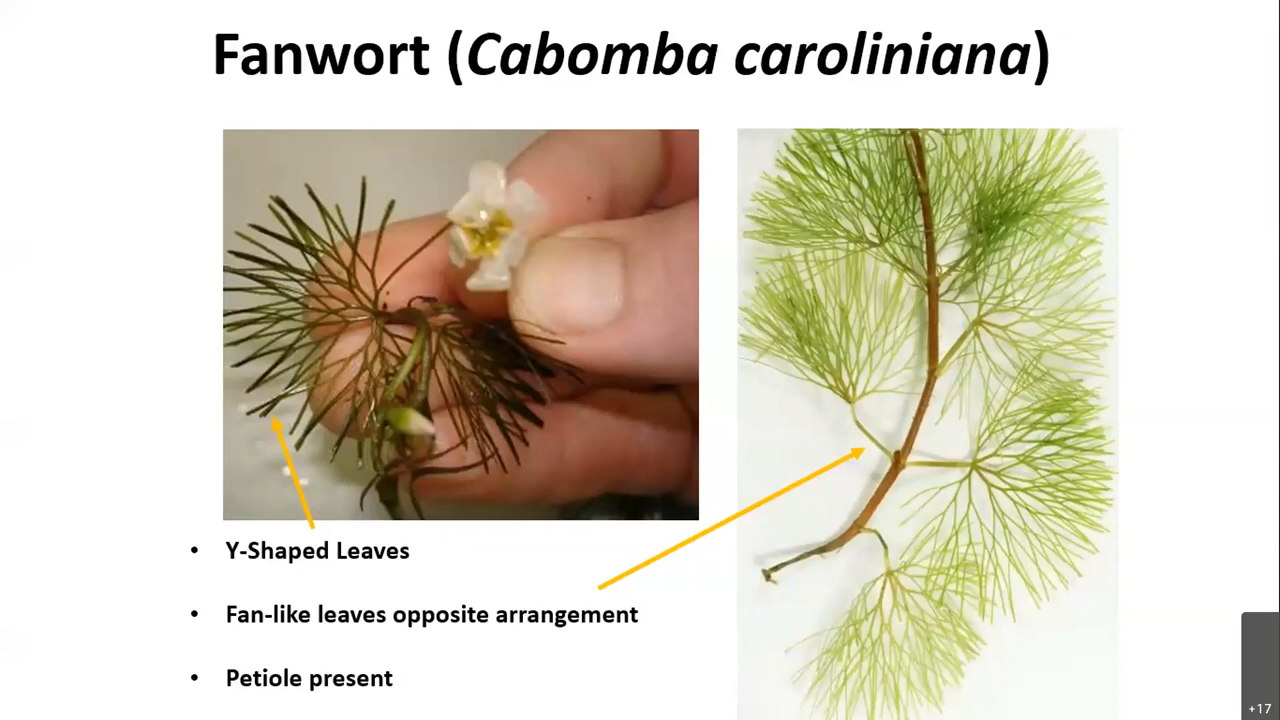 Fanwort (Cabomba caroliniana)
• Y-Shaped Leaves
• Fan-like leaves opposite arrangement
• Petiole present
+17